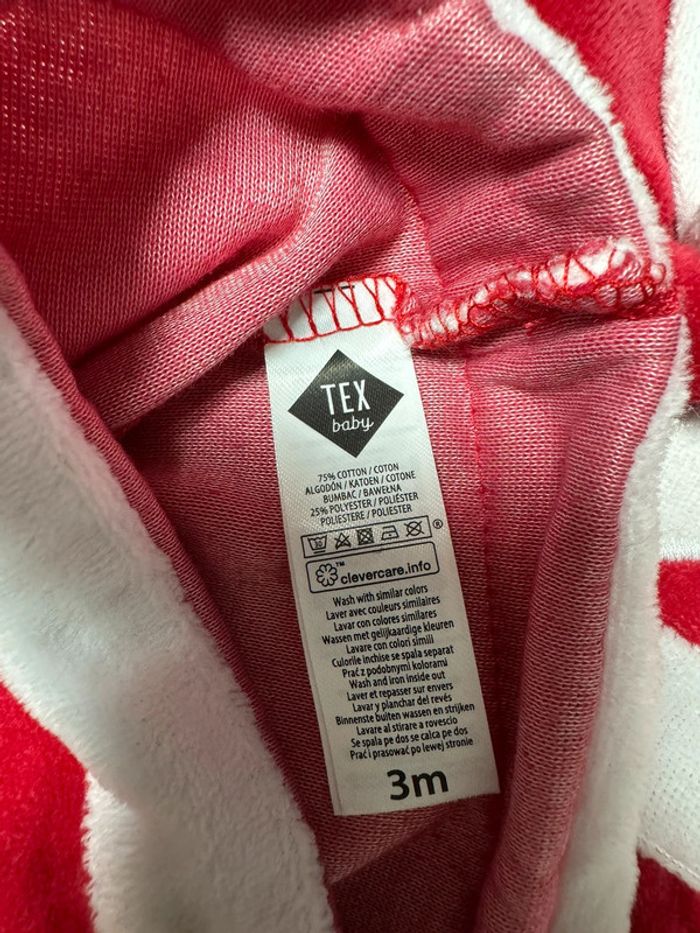 TEX
baby
75% COTTON / COTON
ALGODÓN / KATOEN / COTONE
BUMBAC / BAWEŁNA
25% POLYESTER / POLIÉSTER
POLIESTERE / POLIESTER
30 ®
™ clevercare.info
Wash with similar colors
Laver avec couleurs similaires
Lavar con colores similares
Wassen met gelijkaardige kleuren
Lavare con colori simili
Culorile inchise se spala separat
Prać z podobnymi kolorami
Wash and iron inside out
Laver et repasser sur envers
Lavar y planchar del revés
Binnenste buiten wassen en strijken
Lavare al stirare a rovescio
Se spala pe dos se calca pe dos
Prać i prasować po lewej stronie
3m